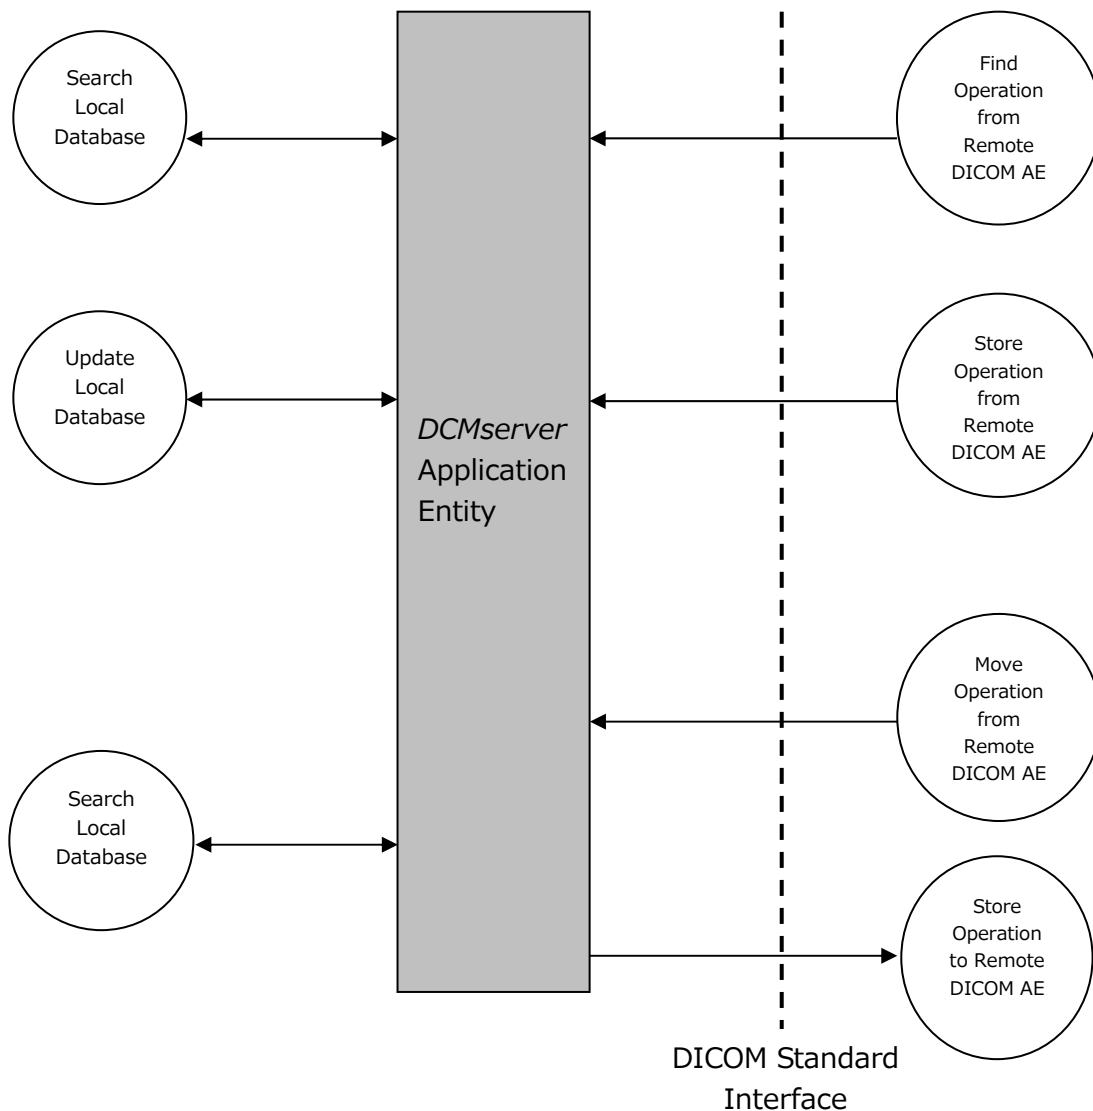 Search
Local
Database
Find
Operation
from
Remote
DICOM AE
Update
Local
Database
DCMserver
Application
Entity
Store
Operation
from
Remote
DICOM AE
Search
Local
Database
Move
Operation
from
Remote
DICOM AE
Store
Operation
to Remote
DICOM AE
DICOM Standard
Interface